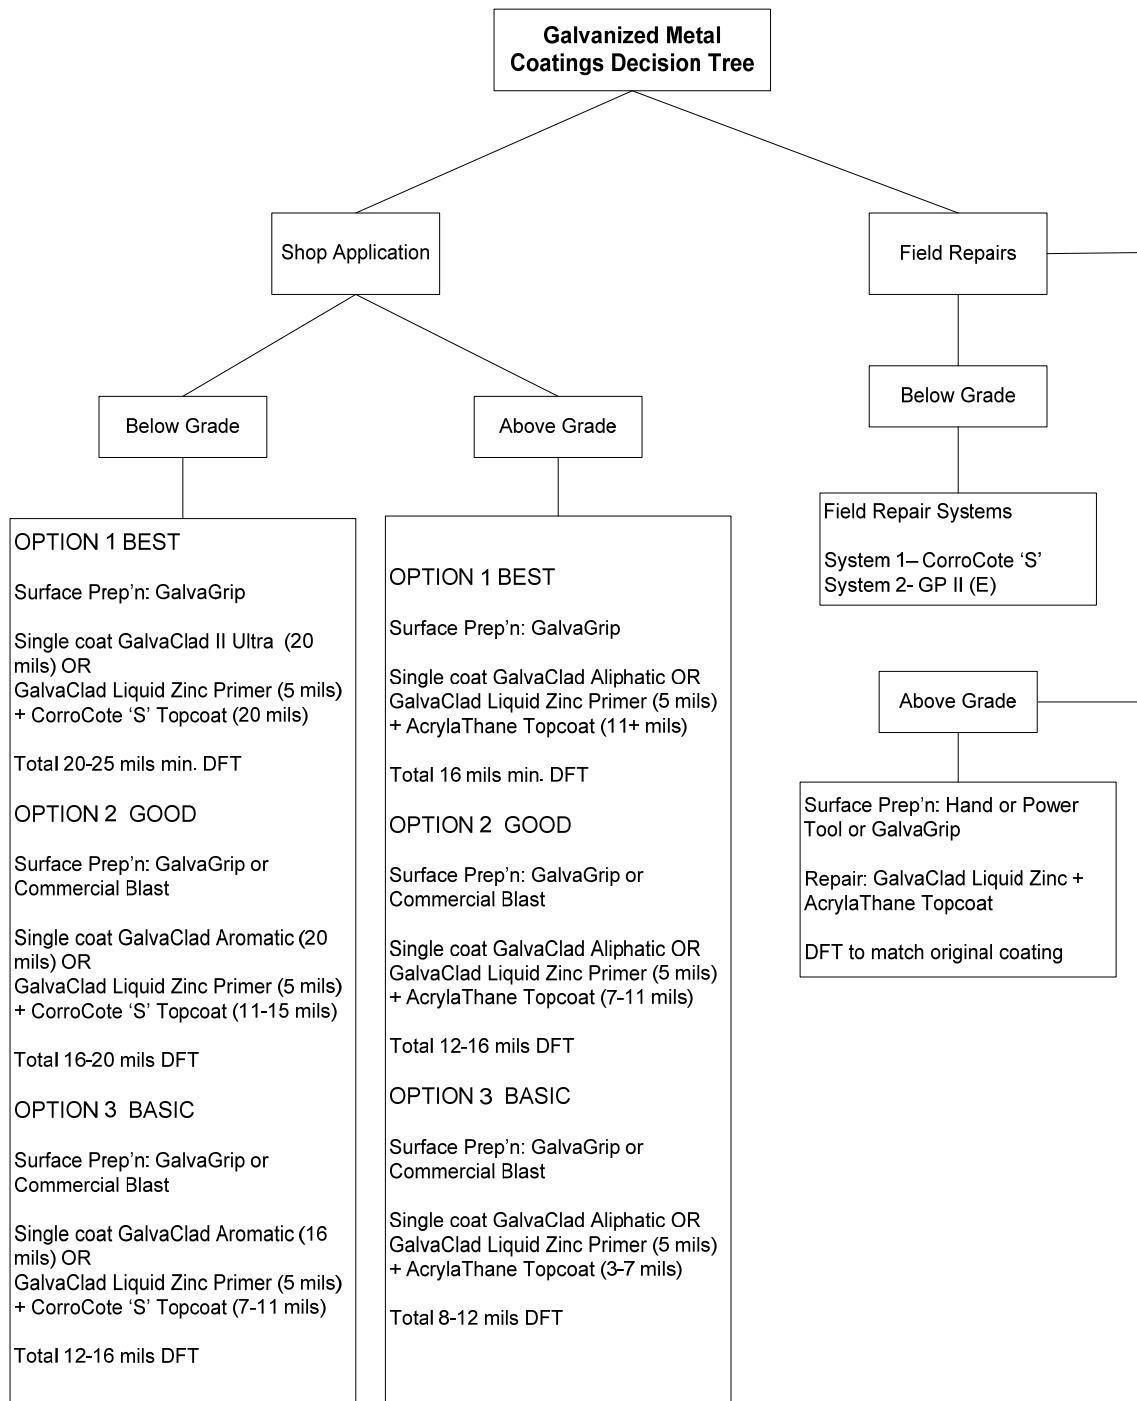 Galvanized Metal
Coatings Decision Tree
Shop Application
Field Repairs
Below Grade
Above Grade
Below Grade
OPTION 1 BEST
Surface Prep’n: GalvaGrip
Single coat GalvaClad II Ultra (20
mils) OR
GalvaClad Liquid Zinc Primer (5 mils)
+ CorroCote ‘S’ Topcoat (20 mils)
Total 20-25 mils min. DFT
OPTION 2 GOOD
Surface Prep’n: GalvaGrip or
Commercial Blast
Single coat GalvaClad Aromatic (20
mils) OR
GalvaClad Liquid Zinc Primer (5 mils)
+ CorroCote ‘S’ Topcoat (11-15 mils)
Total 16-20 mils DFT
OPTION 3 BASIC
Surface Prep’n: GalvaGrip or
Commercial Blast
Single coat GalvaClad Aromatic (16
mils) OR
GalvaClad Liquid Zinc Primer (5 mils)
+ CorroCote ‘S’ Topcoat (7-11 mils)
Total 12-16 mils DFT
OPTION 1 BEST
Surface Prep’n: GalvaGrip
Single coat GalvaClad Aliphatic OR
GalvaClad Liquid Zinc Primer (5 mils)
+ AcrylaThane Topcoat (11+ mils)
Total 16 mils min. DFT
OPTION 2 GOOD
Surface Prep’n: GalvaGrip or
Commercial Blast
Single coat GalvaClad Aliphatic OR
GalvaClad Liquid Zinc Primer (5 mils)
+ AcrylaThane Topcoat (7-11 mils)
Total 12-16 mils DFT
OPTION 3 BASIC
Surface Prep’n: GalvaGrip or
Commercial Blast
Single coat GalvaClad Aliphatic OR
GalvaClad Liquid Zinc Primer (5 mils)
+ AcrylaThane Topcoat (3-7 mils)
Total 8-12 mils DFT
Field Repair Systems
System 1– CorroCote ‘S’
System 2- GP II (E)
Above Grade
Surface Prep’n: Hand or Power
Tool or GalvaGrip
Repair: GalvaClad Liquid Zinc +
AcrylaThane Topcoat
DFT to match original coating